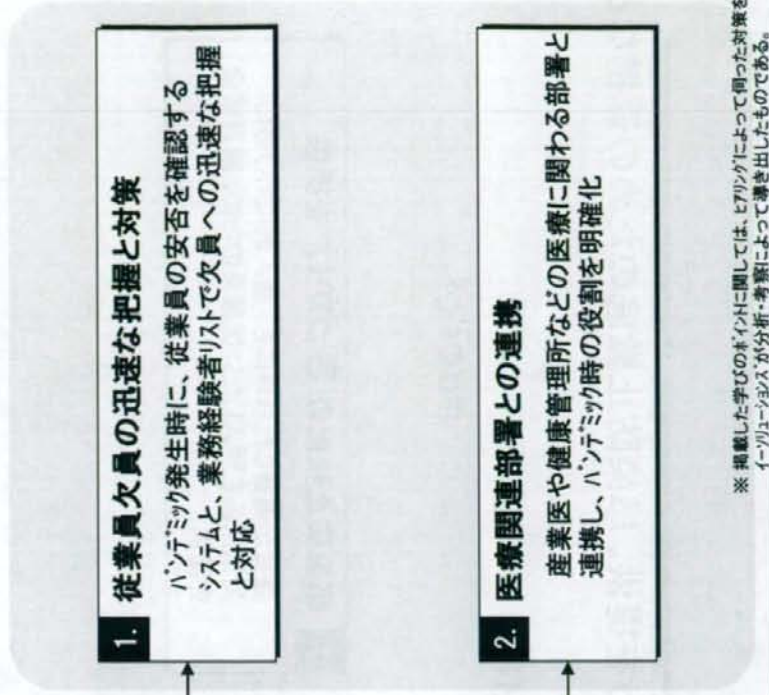 1. 従業員欠員の迅速な把握と対策
パンデミック発生時に、従業員の安否を確認する
システムと、業務経験者リストで欠員への迅速な把握
と対応
2. 医療関連部署との連携
産業医や健康管理所などの医療に関わる部署と
連携し、パンデミック時の役割を明確化
※ 掲載した学びのポイントに関しては、ヒアリングによって伺った対策を
イーソリューションズが分析・考察によって導き出したものである。